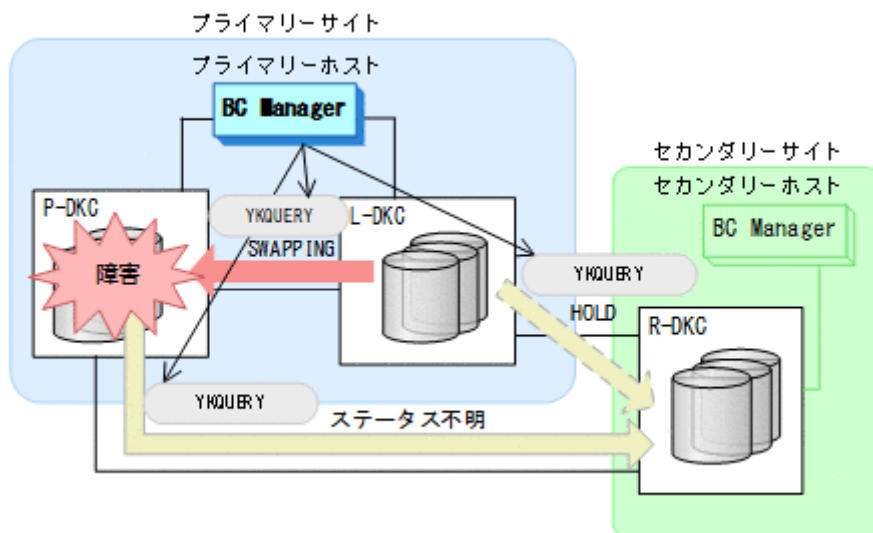 プライマリーサイト
プライマリーホスト
BC Manager
セカンダリーサイト
セカンダリーホスト
BC Manager
P-DKC
YKQUERY
L-DKC
SWAPPING
障害
YKQUERY
HOLD
R-DKC
YKQUERY
ステータス不明